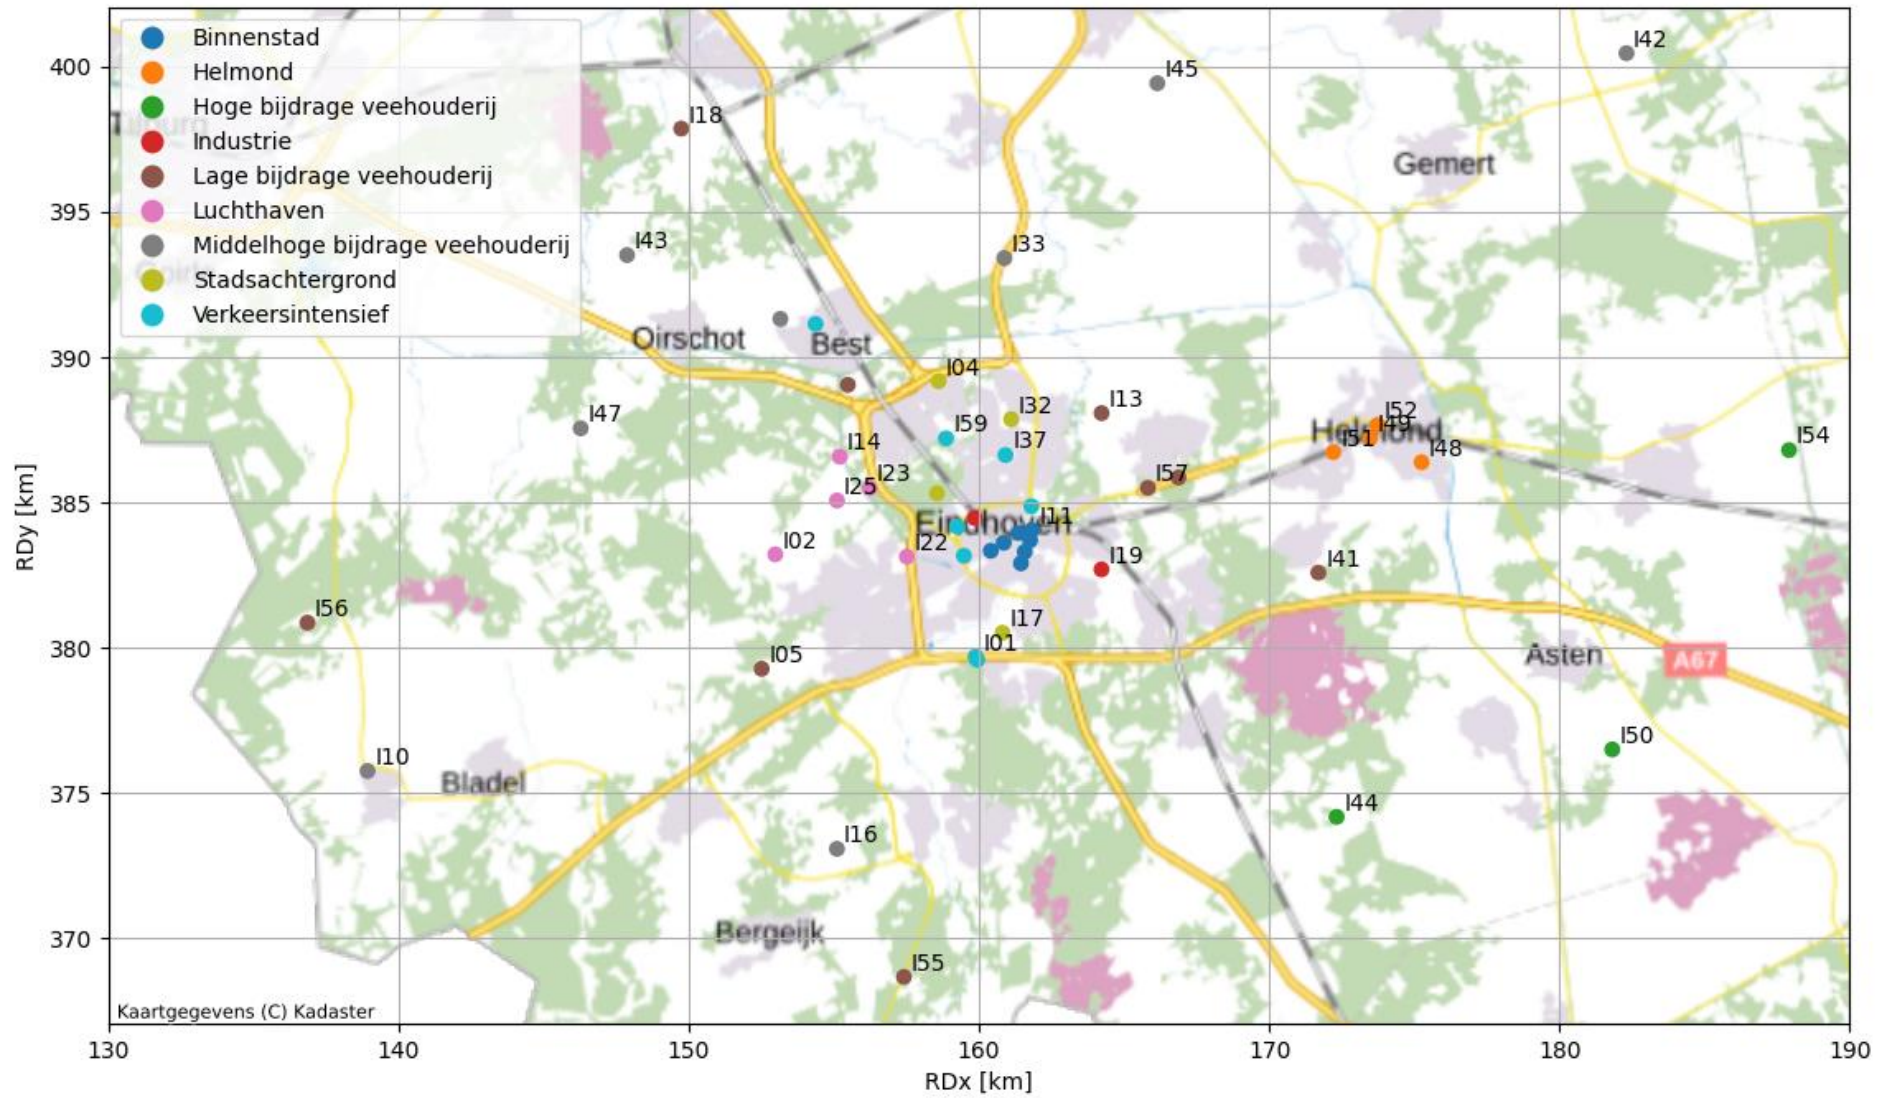 Binnenstad
Helmond
Hoge bijdrage veehouderij
Industrie
Lage bijdrage veehouderij
Luchthaven
Middelhoge bijdrage veehouderij
Stadsachtergrond
Verkeersintensief
Tilburg
Goirle
400
395
390
385
380
375
370
RDy [km]
I42
I45
I18
Gemert
I43
I33
Oirschot
Best
I04
I47
I32
I13
I59
I37
I14
I52
I49
Helmond
I51
I48
I54
I23
I25
I57
Eindhoven
I11
I02
I22
I19
I41
I56
I17
I01
I05
Asten
A67
I10
Bladel
I50
I44
I16
Bergeijk
I55
Kaartgegevens (C) Kadaster
130
140
150
160
170
180
190
RDx [km]